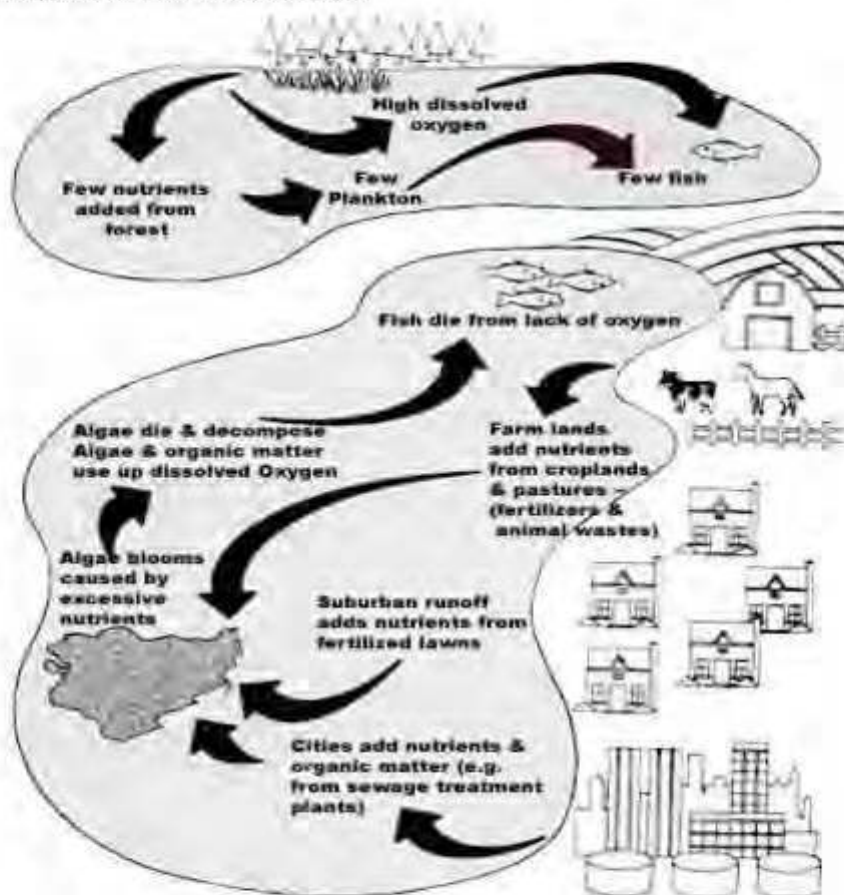 High dissolved
oxygen
Few nutrients
added from
forest
Few
Plankton
Few fish
Fish die from lack of oxygen
Algae die & decompose
Algae & organic matter
use up dissolved Oxygen
Farm lands
add nutrients
from croplands
& pastures –
(fertilizers &
animal wastes)
Algae blooms
caused by
excessive
nutrients
Suburban runoff
adds nutrients from
fertilized lawns
Cities add nutrients &
organic matter (e.g.
from sewage treatment
plants)